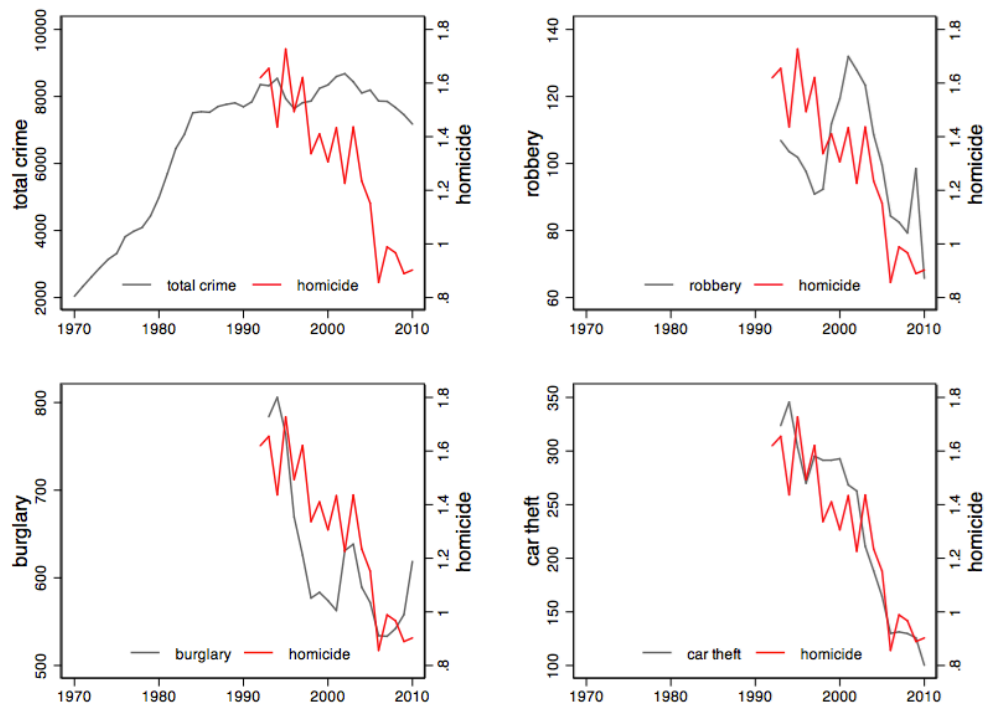 total crime
2000 4000 6000 8000 10000
homicide
.8 1 1.2 1.4 1.6 1.8
total crime homicide
1970 1980 1990 2000 2010
robbery
60 80 100 120 140
homicide
.8 1 1.2 1.4 1.6 1.8
robbery homicide
1970 1980 1990 2000 2010
burglary
500 600 700 800
homicide
.8 1 1.2 1.4 1.6 1.8
burglary homicide
1970 1980 1990 2000 2010
car theft
100 150 200 250 300 350
homicide
.8 1 1.2 1.4 1.6 1.8
car theft homicide
1970 1980 1990 2000 2010